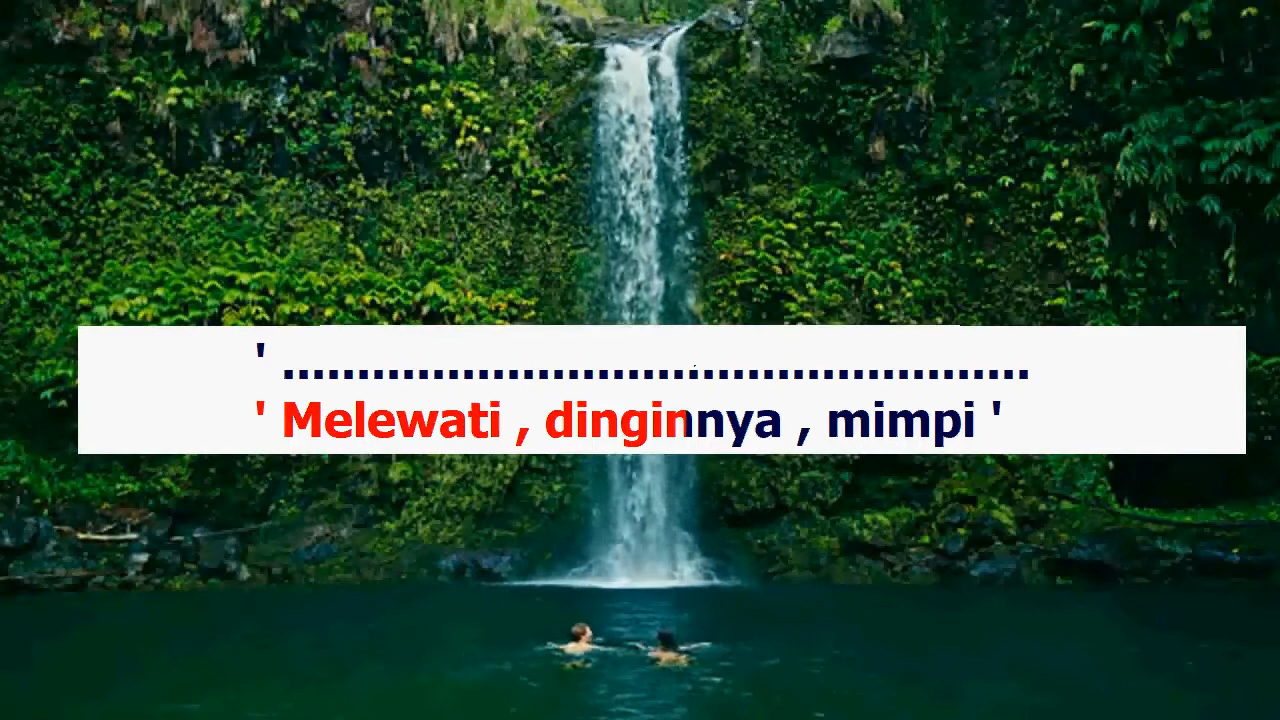 ' ..................................................
' Melewati , dinginnya , mimpi '